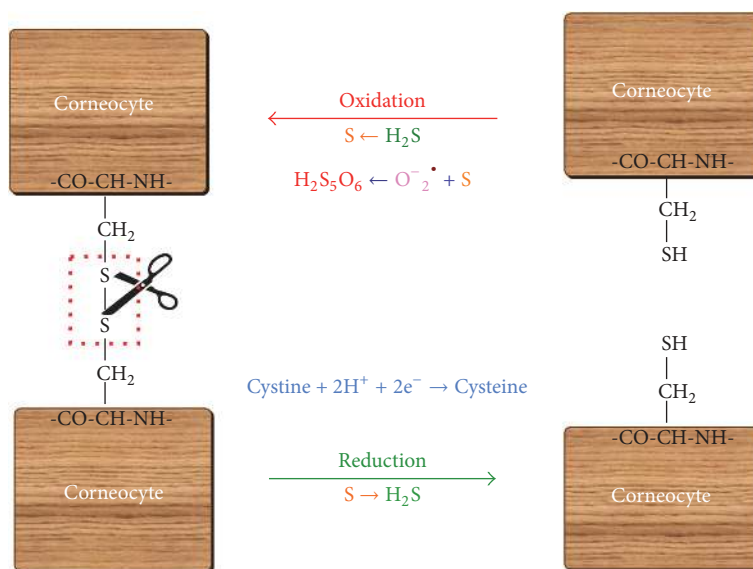 Corneocyte
-CO-CH-NH-
CH₂
S
S
CH₂
-CO-CH-NH-
Corneocyte
Oxidation
S ← H₂S
H₂S₅O₆ ← O⁻₂• + S
Cystine + 2H⁺ + 2e⁻ → Cysteine
Reduction
S → H₂S
Corneocyte
-CO-CH-NH-
CH₂
SH
SH
CH₂
-CO-CH-NH-
Corneocyte